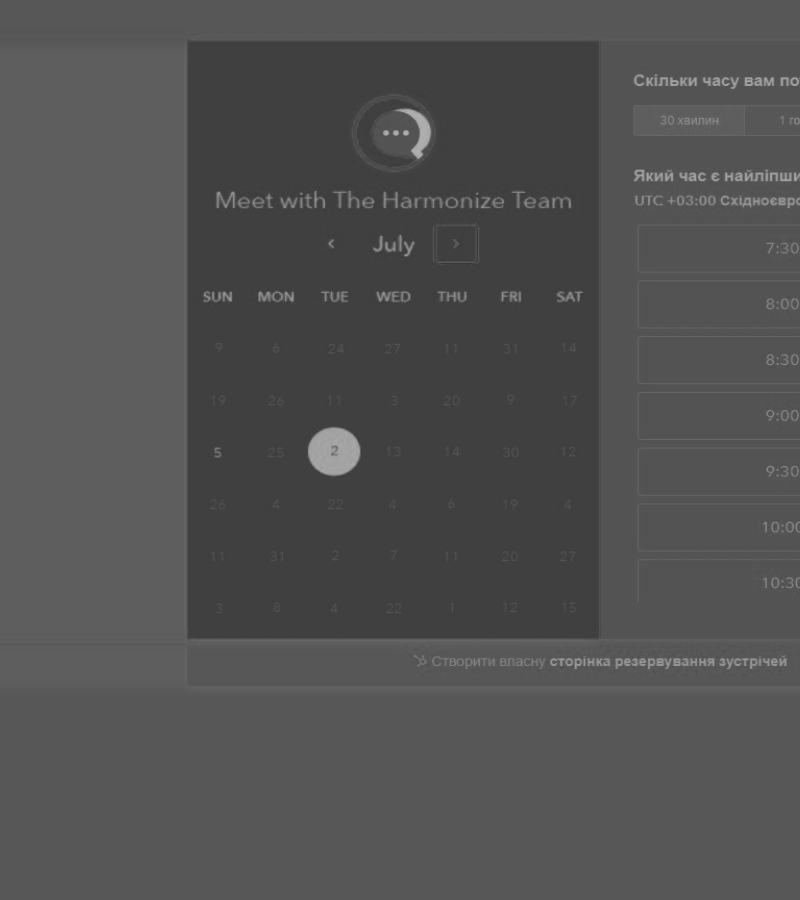 Meet with The Harmonize Team
July
SUN MON TUE WED THU FRI SAT
9 6 24 27 11 31 14
19 26 11 3 20 9 17
5 25 2 13 14 30 12
26 4 22 4 6 19 4
11 31 2 7 11 20 27
3 8 4 22 1 12 15
Скільки часу вам
30 хвилин 1
Який час є
UTC +03:00
7:30
8:00
8:30
9:00
9:30
10:00
10:30
Створити власну сторінка резервування зустрічей